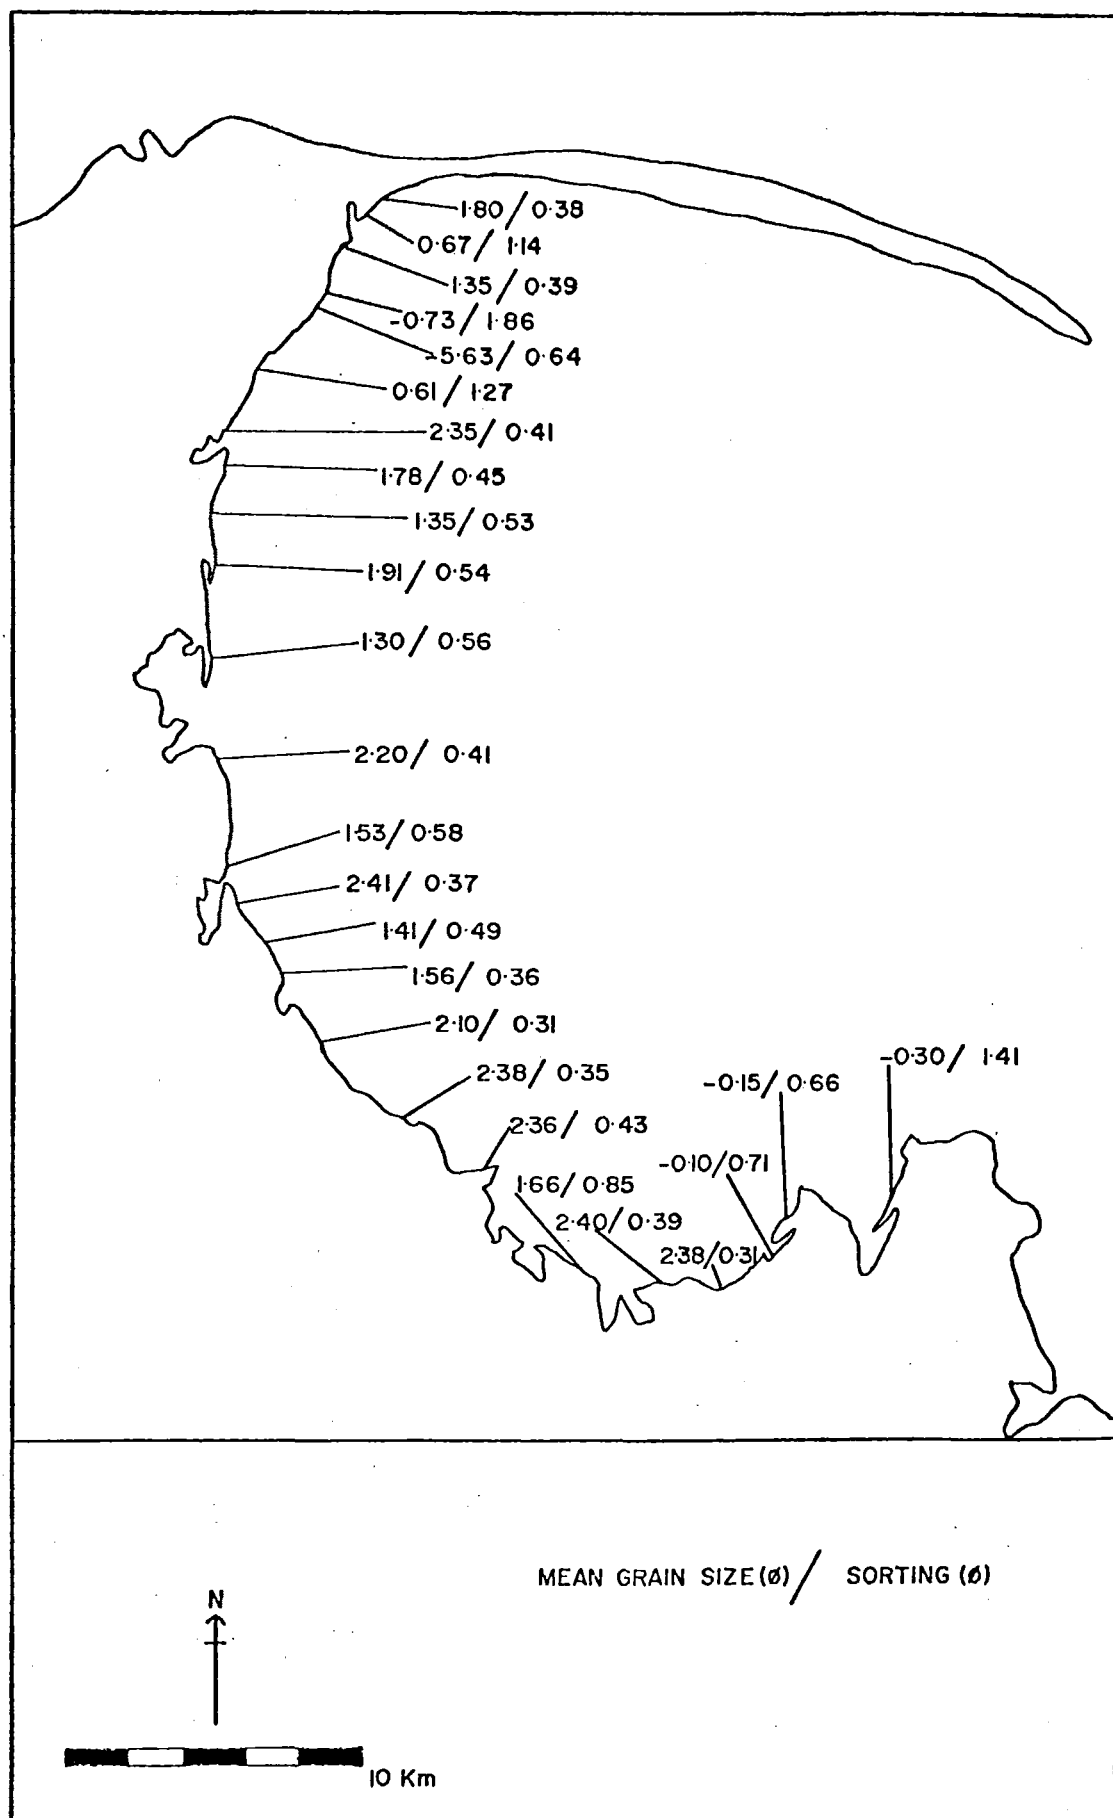 1·80 / 0·38
0·67 / 1·14
1·35 / 0·39
-0·73 / 1·86
-5·63 / 0·64
0·61 / 1·27
2·35 / 0·41
1·78 / 0·45
1·35 / 0·53
1·91 / 0·54
1·30 / 0·56
2·20 / 0·41
1·53 / 0·58
2·41 / 0·37
1·41 / 0·49
1·56 / 0·36
2·10 / 0·31
2·38 / 0·35
-0·30 / 1·41
-0·15 / 0·66
2·36 / 0·43
-0·10 / 0·71
1·66 / 0·85
2·40 / 0·39
2·38 / 0·31
MEAN GRAIN SIZE (ø) / SORTING (ø)
N
10 Km